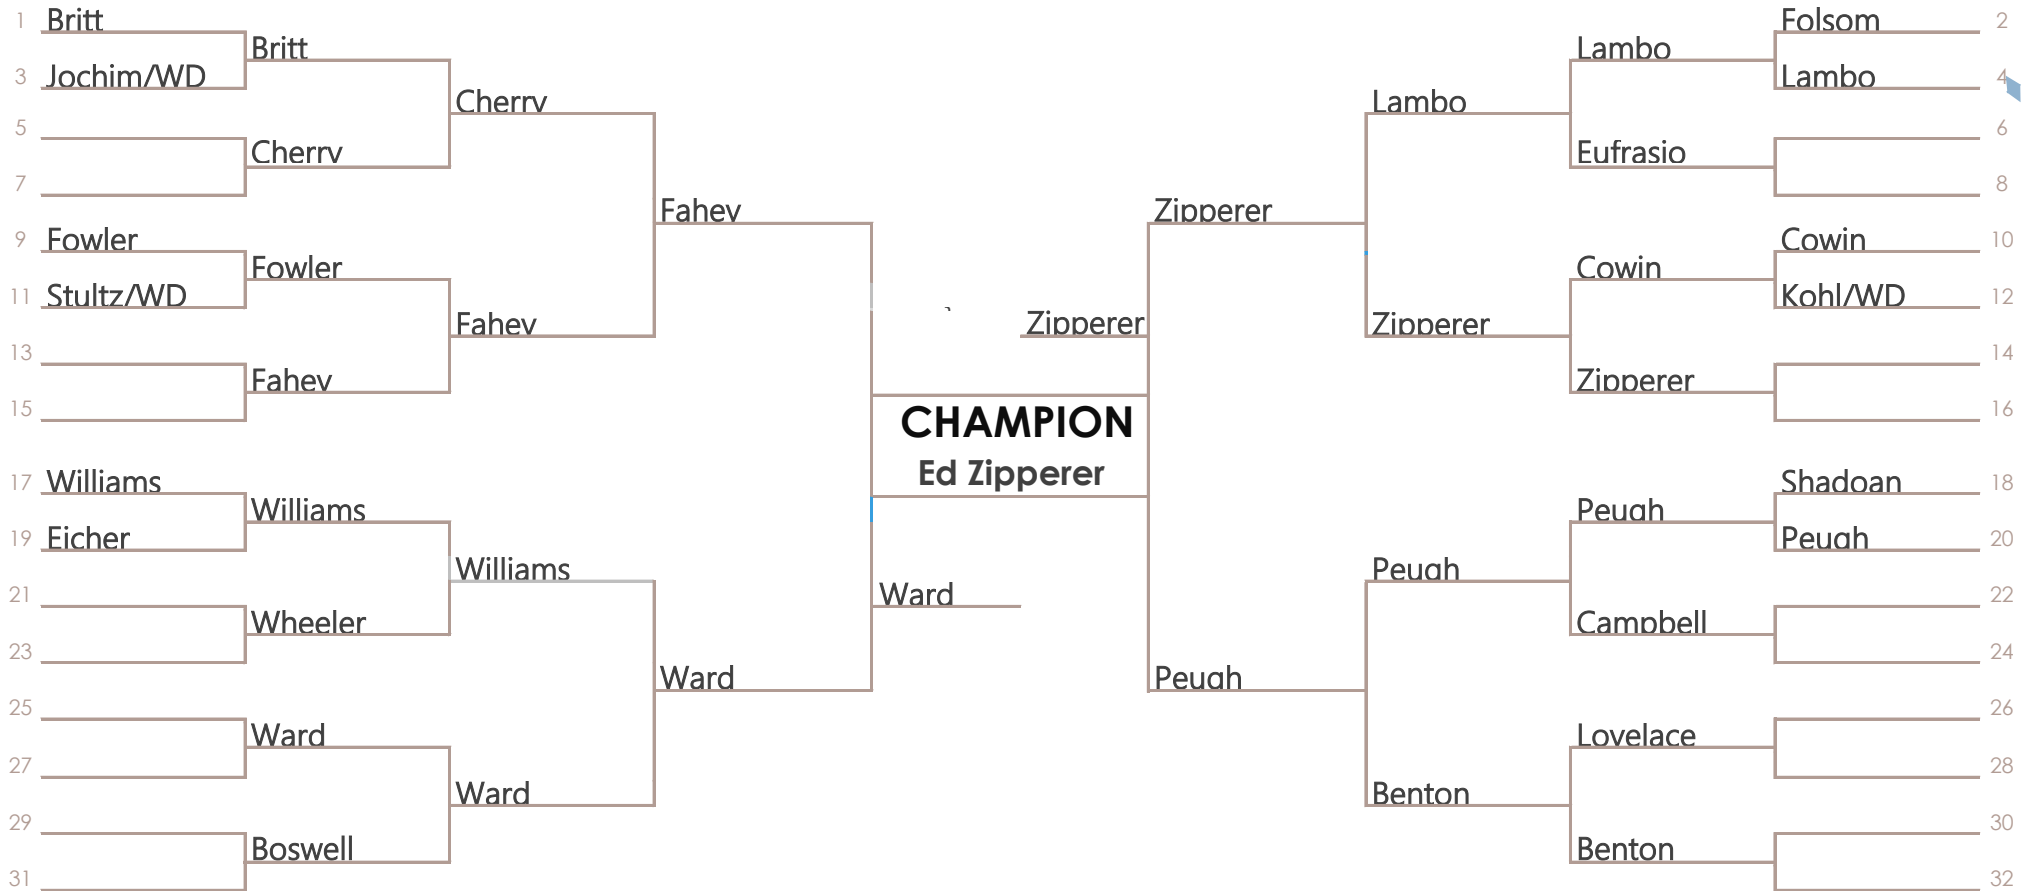 1 Britt
Britt
3 Jochim/WD
Cherry
5
Cherry
7
Fahey
9 Fowler
Fowler
11 Stultz/WD
Fahey
13
Fahey
15
17 Williams
Williams
19 Eicher
Williams
21
Wheeler
23
Ward
25
Ward
27
Ward
29
Boswell
31
Zipperer
CHAMPION
Ed Zipperer
Ward
Folsom 2
Lambo
Lambo 4
Lambo
6
Eufrasio
8
Zipperer
Cowin 10
Cowin
Kohl/WD 12
Zipperer
14
Zipperer
16
Shadoan 18
Peugh
Peugh 20
Peugh
22
Campbell
24
Peugh
26
Lovelace
28
Benton
30
Benton
32